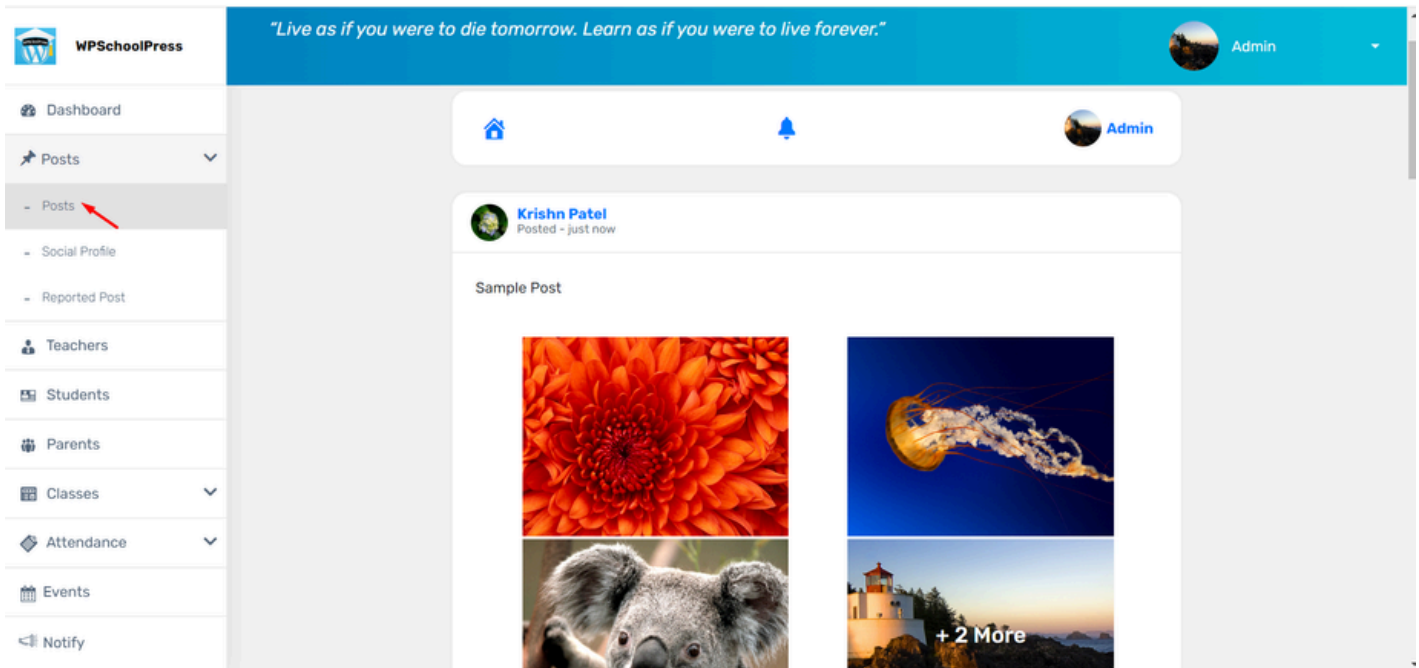 WPSchoolPress
“Live as if you were to die tomorrow. Learn as if you were to live forever.”
Admin
Dashboard
Posts
- Posts
- Social Profile
- Reported Post
Teachers
Students
Parents
Classes
Attendance
Events
Notify
Admin
Krishn Patel
Posted - just now
Sample Post
+ 2 More